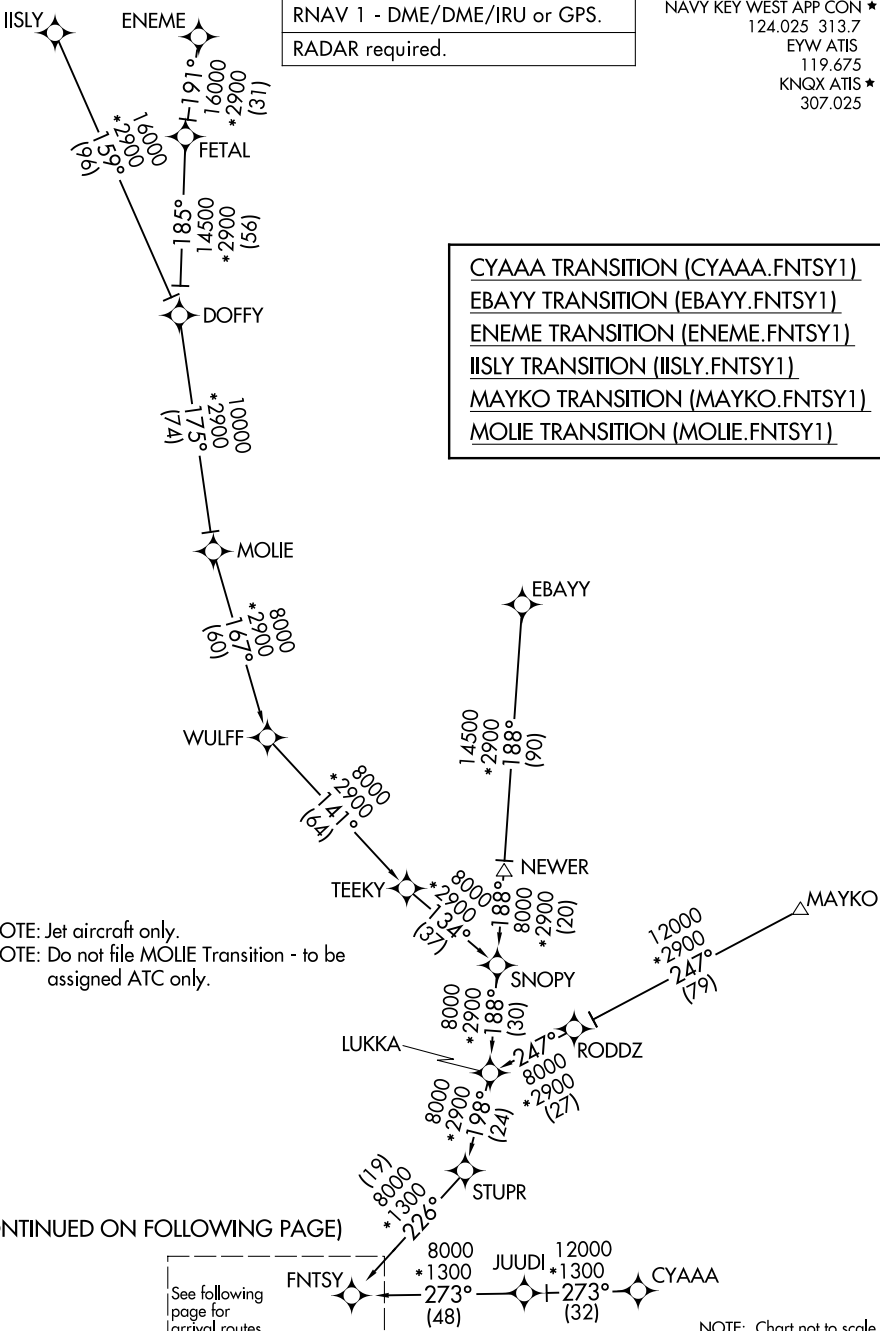 RNAV 1 - DME/DME/IRU or GPS.
RADAR required.
NAVY KEY WEST APP CON ★
124.025 313.7
EYW ATIS
119.675
KNQX ATIS ★
307.025
IISLY
ENEME
191°
16000
*2900
(31)
FETAL
16000
*2900
159°
(96)
185°
14500
*2900
(56)
DOFFY
CYAAA TRANSITION (CYAAA.FNTSY1)
EBAYY TRANSITION (EBAYY.FNTSY1)
ENEME TRANSITION (ENEME.FNTSY1)
IISLY TRANSITION (IISLY.FNTSY1)
MAYKO TRANSITION (MAYKO.FNTSY1)
MOLIE TRANSITION (MOLIE.FNTSY1)
10000
*2900
175°
(74)
MOLIE
8000
*2900
167°
(60)
EBAYY
WULFF
14500
*2900
188°
(90)
8000
*2900
141°
(64)
NEWER
TEEKY
8000
*2900
134°
(37)
188°
8000
*2900
(20)
MAYKO
12000
*2900
247°
(79)
OTE: Jet aircraft only.
OTE: Do not file MOLIE Transition - to be
assigned ATC only.
SNOPY
8000
*2900
188°
(30)
LUKKA
RODDZ
247°
8000
*2900
(27)
8000
*2900
198°
(24)
STUPR
(19)
8000
*1300
226°
ONTINUED ON FOLLOWING PAGE)
See following
page for
arrival routes
FNTSY
8000
*1300
273°
(48)
JUUDI
12000
*1300
273°
(32)
CYAAA
NOTE: Chart not to scale